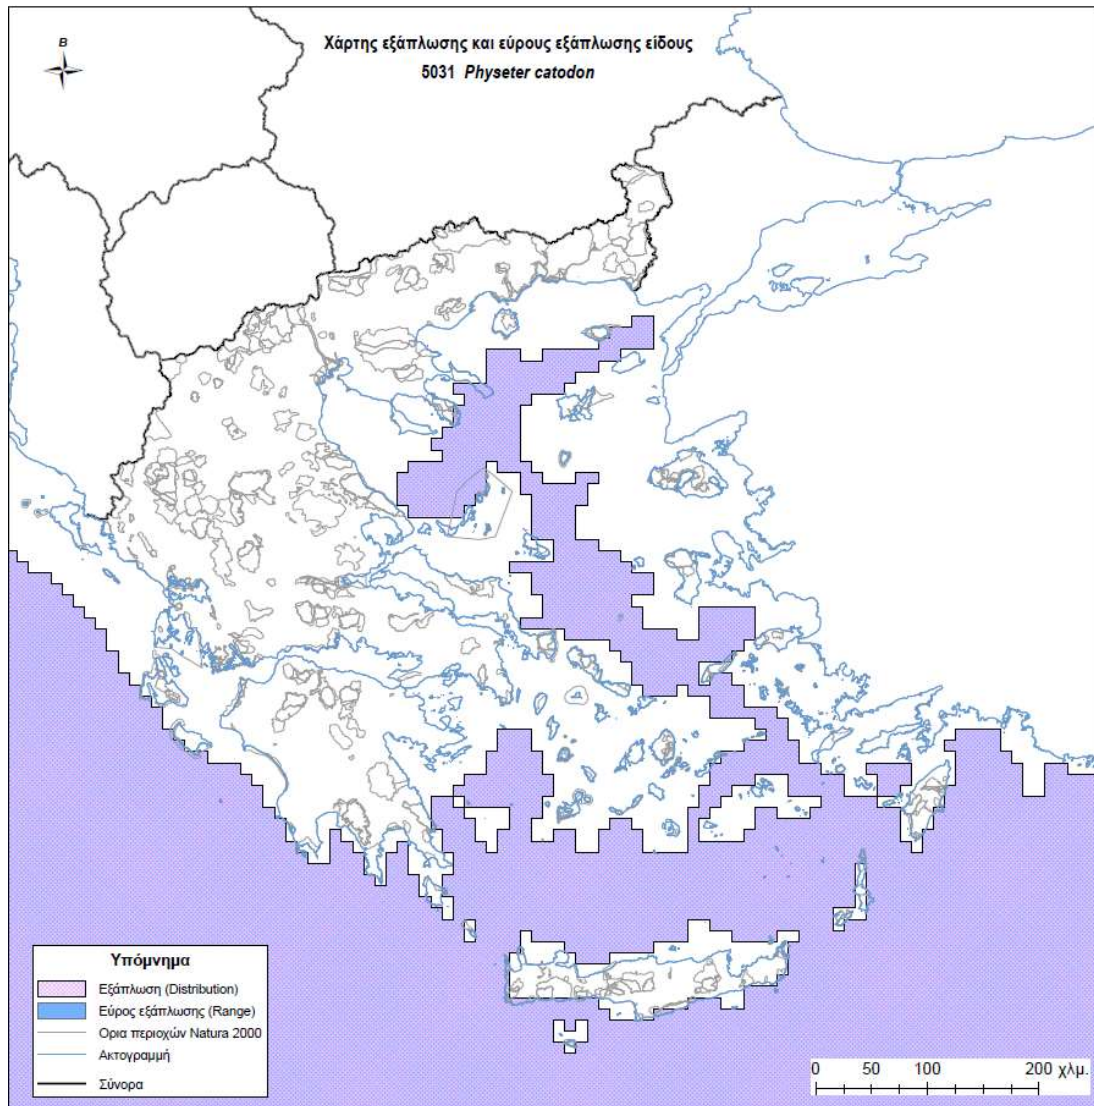 Χάρτης εξάπλωσης και εύρους εξάπλωσης είδους
5031 Physeter catodon
B
Υπόμνημα
Εξάπλωση (Distribution)
Εύρος εξάπλωσης (Range)
Ορια περιοχών Natura 2000
Ακτογραμμή
Σύνορα
0 50 100 200 χλμ.